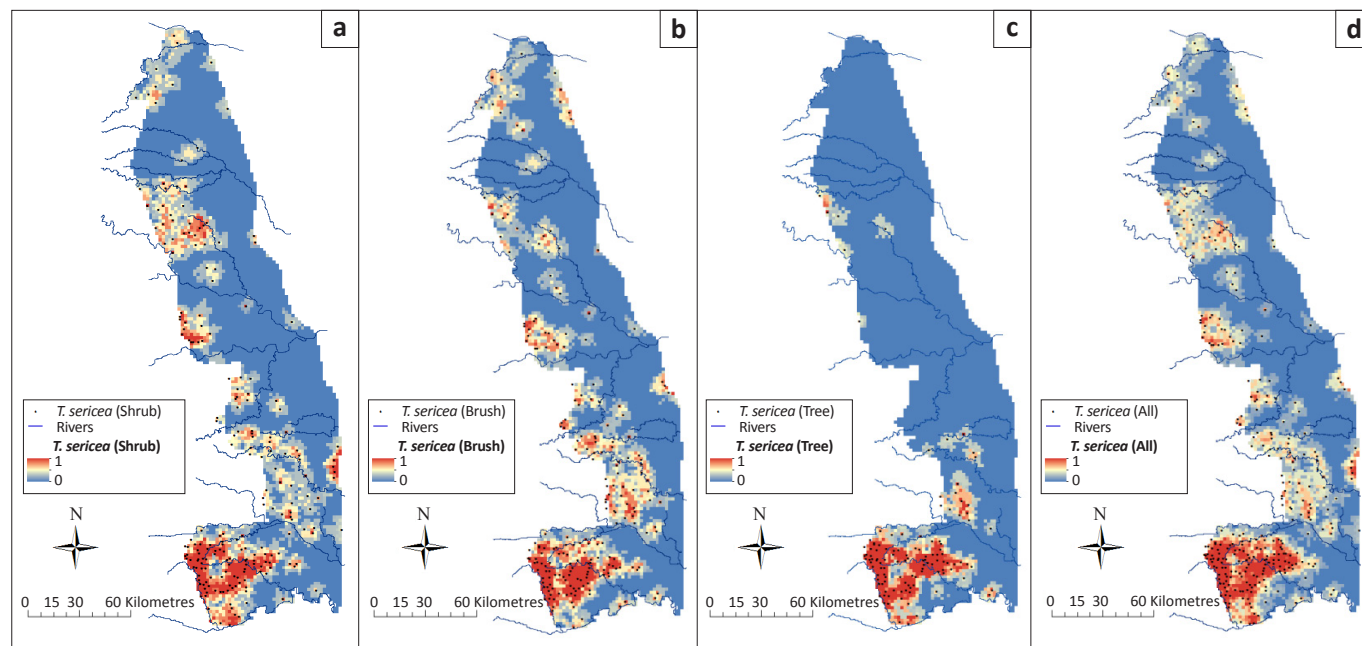 a
T. sericea (Shrub)
Rivers
T. sericea (Shrub)
1
0
N
0 15 30 60 Kilometres
b
T. sericea (Brush)
Rivers
T. sericea (Brush)
1
0
N
0 15 30 60 Kilometres
c
T. sericea (Tree)
Rivers
T. sericea (Tree)
1
0
N
0 15 30 60 Kilometres
d
T. sericea (All)
Rivers
T. sericea (All)
1
0
N
0 15 30 60 Kilometres